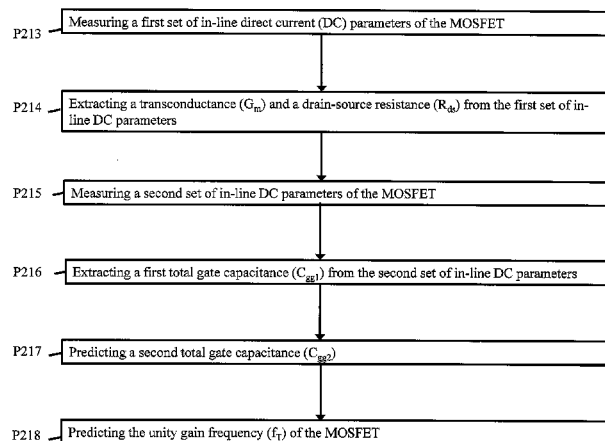 P213
Measuring a first set of in-line direct current (DC) parameters of the MOSFET
P214
Extracting a transconductance (Gm) and a drain-source resistance (Rds) from the first set of in-
line DC parameters
P215
Measuring a second set of in-line DC parameters of the MOSFET
P216
Extracting a first total gate capacitance (Cgg1) from the second set of in-line DC parameters
P217
Predicting a second total gate capacitance (Cgg2)
P218
Predicting the unity gain frequency (fT) of the MOSFET